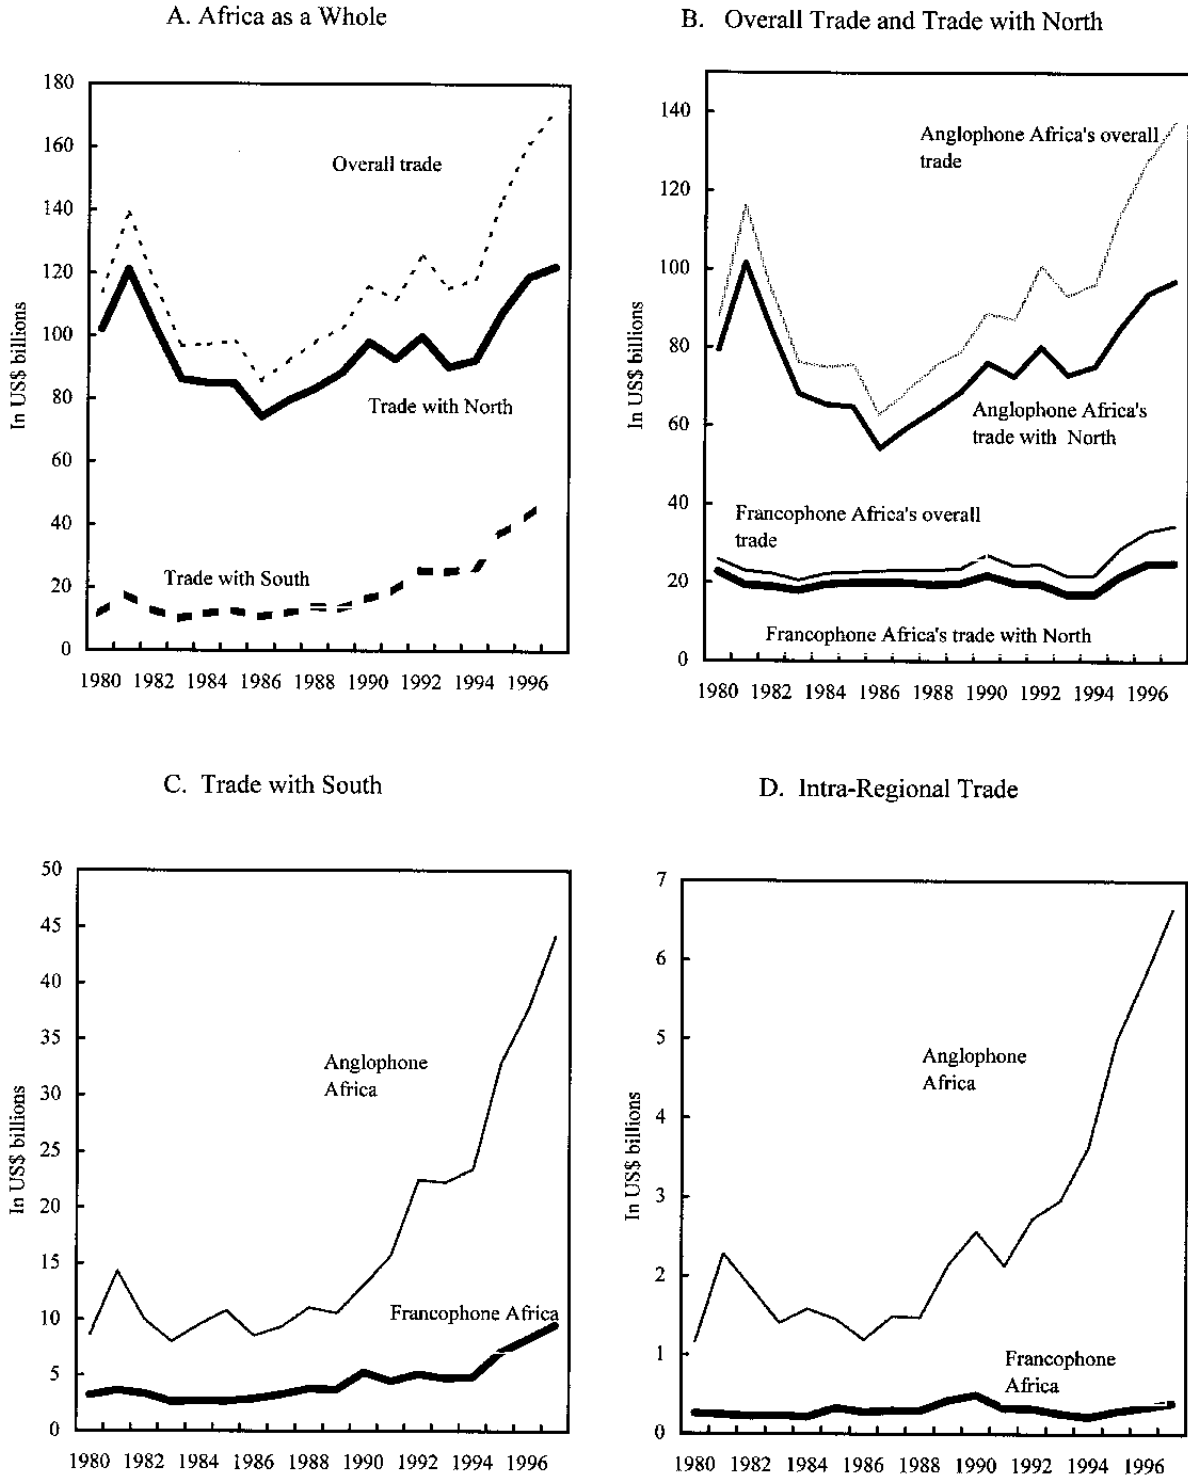 A. Africa as a Whole
180
160
140
120
100
80
60
40
20
0
In US$ billions
Overall trade
Trade with North
Trade with South
1980 1982 1984 1986 1988 1990 1992 1994 1996
B. Overall Trade and Trade with North
140
120
100
80
60
40
20
0
In US$ billions
Anglophone Africa's overall
trade
Anglophone Africa's
trade with North
Francophone Africa's overall
trade
Francophone Africa's trade with North
1980 1982 1984 1986 1988 1990 1992 1994 1996
C. Trade with South
50
45
40
35
30
25
20
15
10
5
0
In US$ billions
Anglophone
Africa
Francophone Africa
1980 1982 1984 1986 1988 1990 1992 1994 1996
D. Intra-Regional Trade
7
6
5
4
3
2
1
0
In US$ billions
Anglophone
Africa
Francophone
Africa
1980 1982 1984 1986 1988 1990 1992 1994 1996